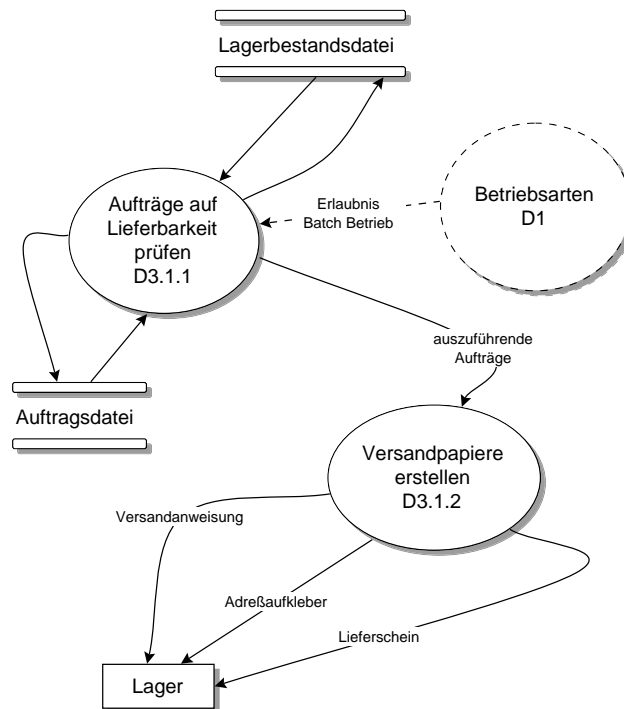 Lagerbestandsdatei
Aufträge auf
Lieferbarkeit
prüfen
D3.1.1
Erlaubnis
Batch Betrieb
Betriebsarten
D1
auszuführende
Aufträge
Auftragsdatei
Versandpapiere
erstellen
D3.1.2
Versandanweisung
Adreßaufkleber
Lieferschein
Lager